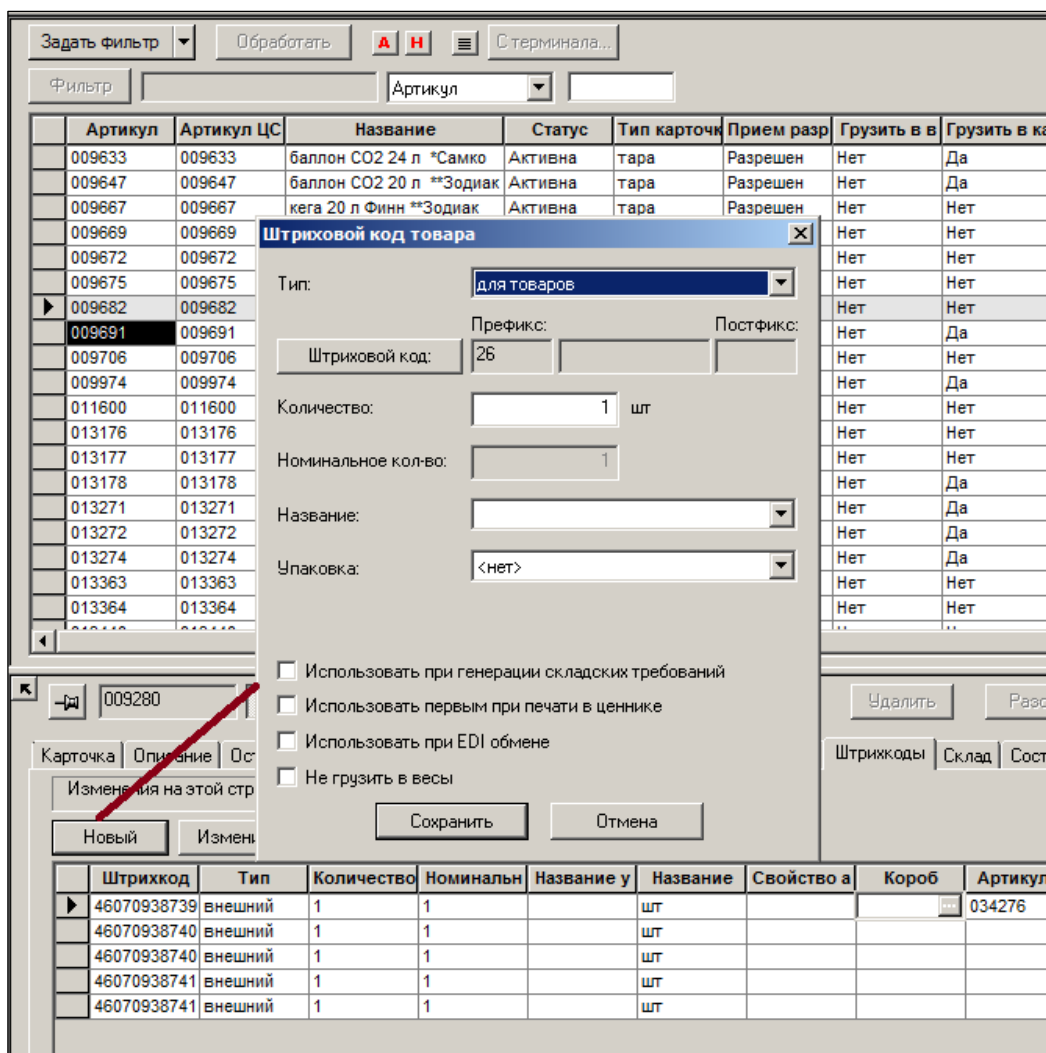 Задать фильтр Обработать А Н С терминала...
Фильтр Артикул
Артикул Артикул ЦС Название Статус Тип карточк Прием разр Грузить в в Грузить в ка
009633 009633 баллон СО2 24 л *Самко Активна тара Разрешен Нет Да
009647 009647 баллон СО2 20 л **Зодиак Активна тара Разрешен Нет Да
009667 009667 кега 20 л Финн **Зодиак Активна тара Разрешен Нет Нет
009669 009669 Нет Нет
009672 009672 Нет Нет
009675 009675 Нет Нет
009682 009682 Нет Нет
009691 009691 Нет Да
009706 009706 Нет Нет
009974 009974 Нет Да
011600 011600 Нет Да
013176 013176 Нет Нет
013177 013177 Нет Нет
013178 013178 Нет Да
013271 013271 Нет Да
013272 013272 Нет Да
013274 013274 Нет Да
013363 013363 Нет Нет
013364 013364 Нет Нет
Штриховой код товара
Тип: для товаров
Префикс: Постфикс:
Штриховой код: 26
Количество: 1 шт
Номинальное кол-во: 1
Название:
Упаковка: <нет>
Использовать при генерации складских требований
Использовать первым при печати в ценнике
Использовать при EDI обмене
Не грузить в весы
Сохранить Отмена
009280 Удалить Разо
Карточка Описание Ос Штрихкоды Склад Сост
Изменения на этой стр
Новый Измени
Штрихкод Тип Количество Номинальн Название у Название Свойство а Короб Артикул
46070938739 внешний 1 1 шт ... 034276
46070938740 внешний 1 1 шт
46070938740 внешний 1 1 шт
46070938741 внешний 1 1 шт
46070938741 внешний 1 1 шт